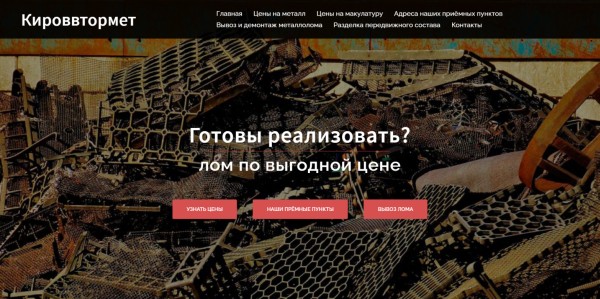 Кироввтормет
Главная Цены на металл Цены на макулатуру Адреса наших приёмных пунктов
Вывоз и демонтаж металлолома Разделка передвижного состава Контакты
Готовы реализовать?
лом по выгодной цене
УЗНАТЬ ЦЕНЫ НАШИ ПРЁМНЫЕ ПУНКТЫ ВЫВОЗ ЛОМА